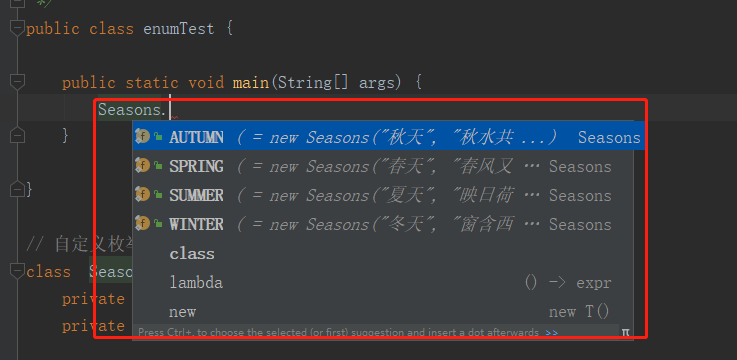 */
public class enumTest {
public static void main(String[] args) {
Seasons.
AUTUMN ( = new Seasons("秋天", "秋水共 ...) Seasons
SPRING ( = new Seasons("春天", "春风又 … Seasons
SUMMER ( = new Seasons("夏天", "映日荷 … Seasons
WINTER ( = new Seasons("冬天", "窗含西 … Seasons
class
lambda () -> expr
new new T()
Press Ctrl+. to choose the selected (or first) suggestion and insert a dot afterwards >> π
}
}
// 自定义枚举
class Seaso
private
private